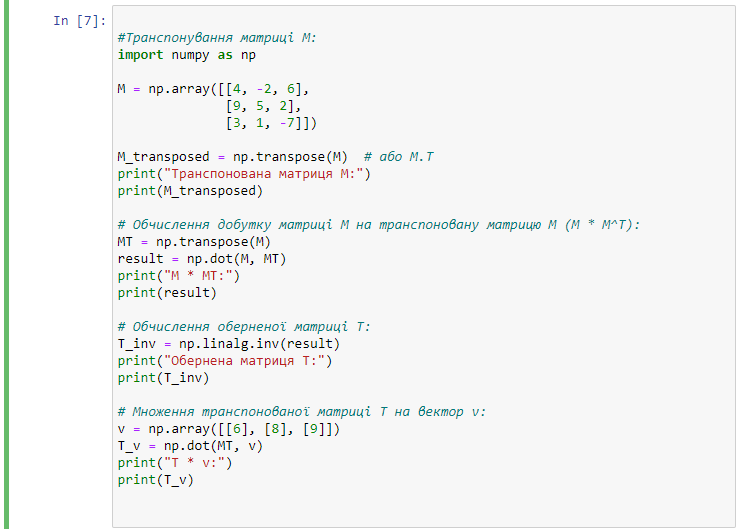 In [7]:
#Транспонування матриці M:
import numpy as np
M = np.array([[4, -2, 6],
[9, 5, 2],
[3, 1, -7]])
M_transposed = np.transpose(M)  # або M.T
print("Транспонована матриця M:")
print(M_transposed)
# Обчислення добутку матриці M на транспоновану матрицю M (M * M^T):
MT = np.transpose(M)
result = np.dot(M, MT)
print("M * MT:")
print(result)
# Обчислення оберненої матриці T:
T_inv = np.linalg.inv(result)
print("Обернена матриця T:")
print(T_inv)
# Множення транспонованої матриці T на вектор v:
v = np.array([[6], [8], [9]])
T_v = np.dot(MT, v)
print("T * v:")
print(T_v)